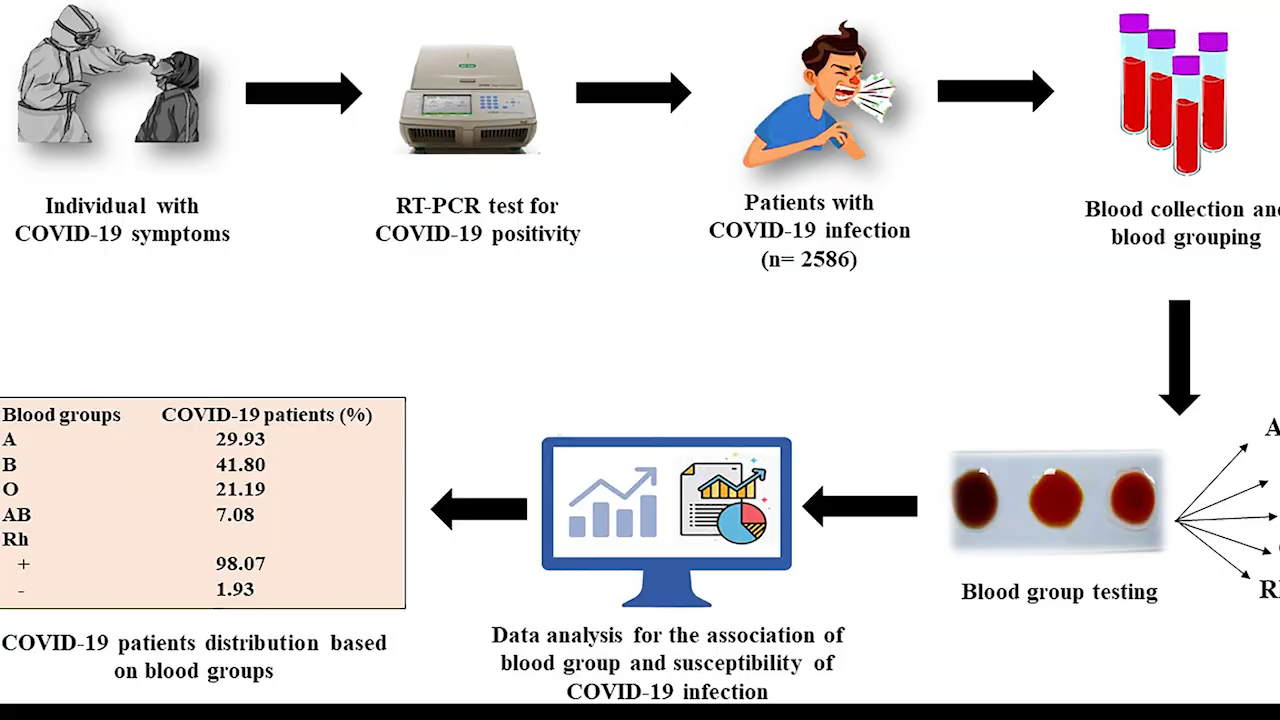 Individual with
COVID-19 symptoms
RT-PCR test for
COVID-19 positivity
Patients with
COVID-19 infection
(n= 2586)
Blood collection and
blood grouping
A
Blood group testing
Data analysis for the association of
blood group and susceptibility of
COVID-19 infection
Blood groups COVID-19 patients (%)
A 29.93
B 41.80
O 21.19
AB 7.08
Rh
+ 98.07
- 1.93
COVID-19 patients distribution based
on blood groups